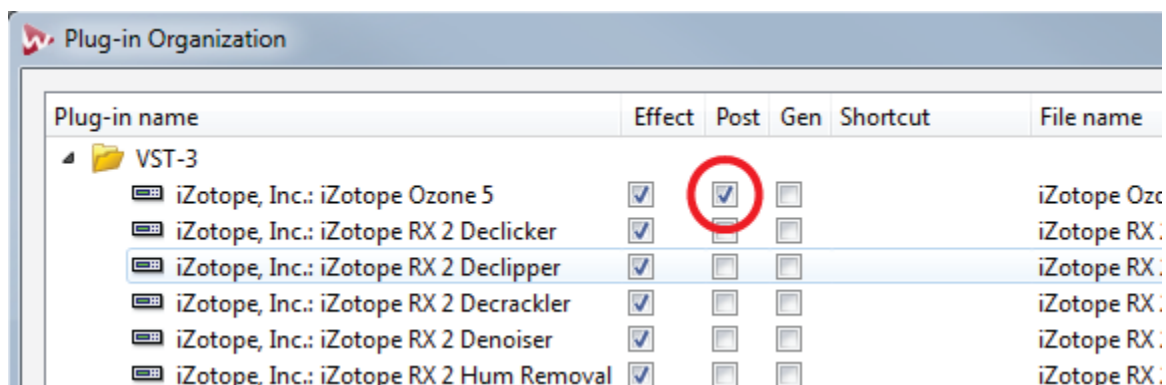 Plug-in Organization
Plug-in name Effect Post Gen Shortcut File name
VST-3
iZotope, Inc.: iZotope Ozone 5 iZotope Ozo
iZotope, Inc.: iZotope RX 2 Declicker iZotope RX
iZotope, Inc.: iZotope RX 2 Declipper iZotope RX
iZotope, Inc.: iZotope RX 2 Decrackler iZotope RX
iZotope, Inc.: iZotope RX 2 Denoiser iZotope RX
iZotope, Inc.: iZotope RX 2 Hum Removal iZotope RX